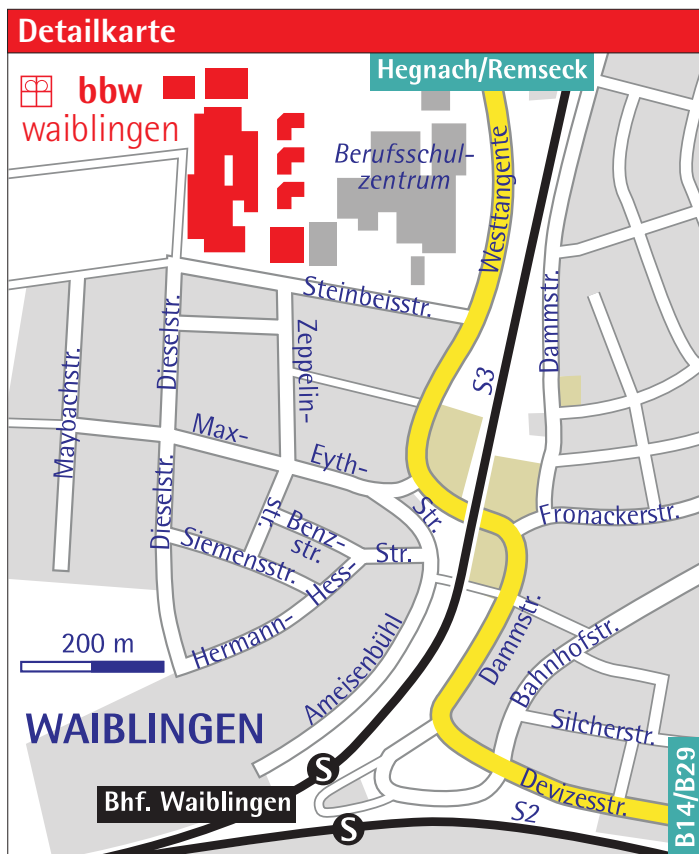 Detailkarte
Hegnach/Remseck
bbw
waiblingen
Berufsschul-
zentrum
Westtangente
Steinbeisstr.
Dieselstr.
Zeppelin-
Maybachstr.
S3
Dammstr.
Max-
Eyth-
Str.
Dieselstr.
str.
Benz-
str.
Siemensstr.
Str.
Hess-
Hermann-
Fronackerstr.
200 m
Ameisenbühl
Dammstr.
Bahnhofstr.
Silcherstr.
WAIBLINGEN
S
Bhf. Waiblingen
Devizesstr.
S2
S
B14/B29